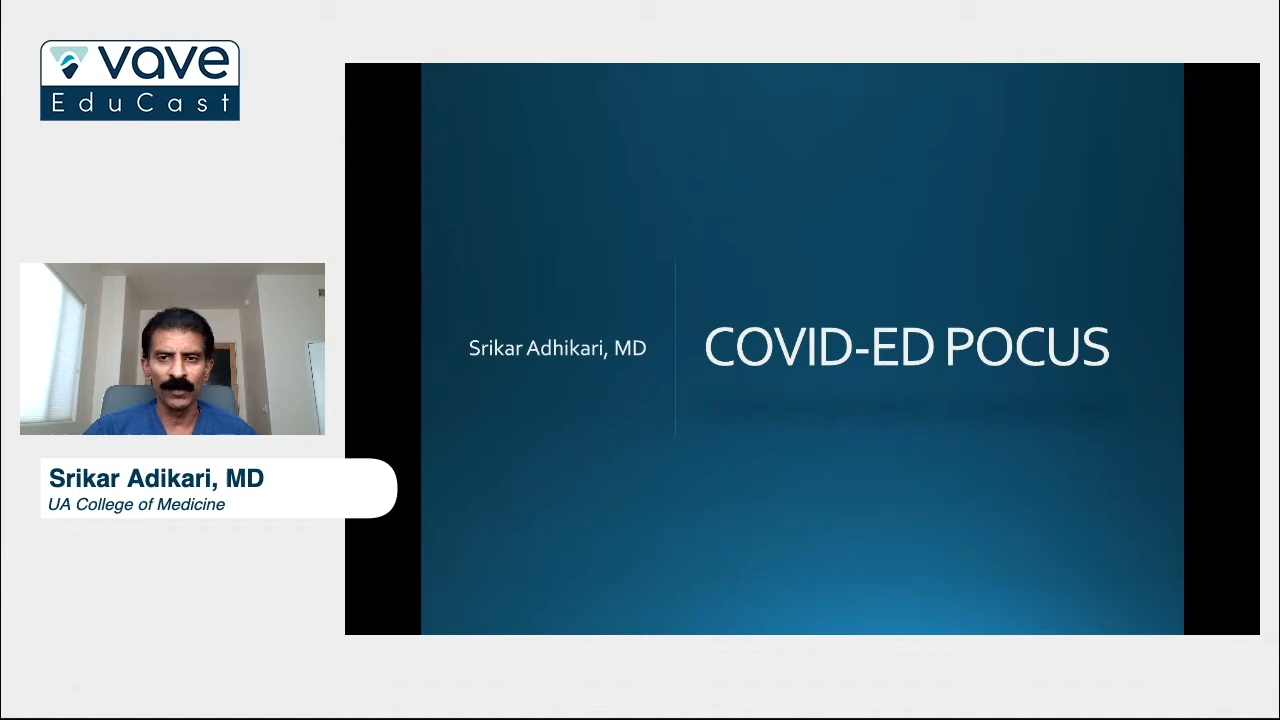 vave
EduCast
Srikar Adhikari, MD
COVID-ED POCUS
Srikar Adikari, MD
UA College of Medicine